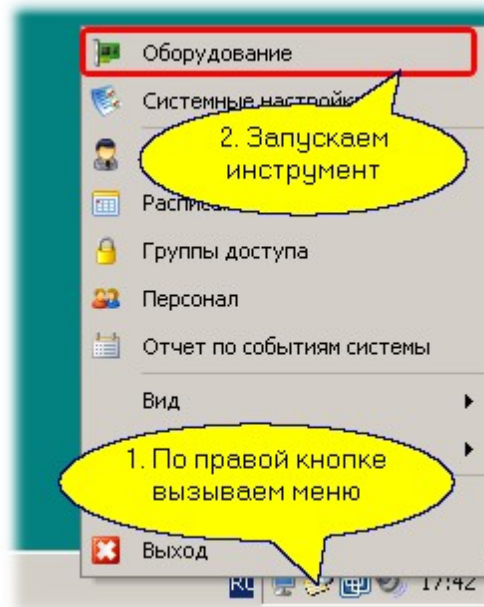 Оборудование
Системные настройк
2. Запускаем
инструмент
Распис
Группы доступа
Персонал
Отчет по событиям системы
Вид
1. По правой кнопке
вызываем меню
Выход
RL
17:42